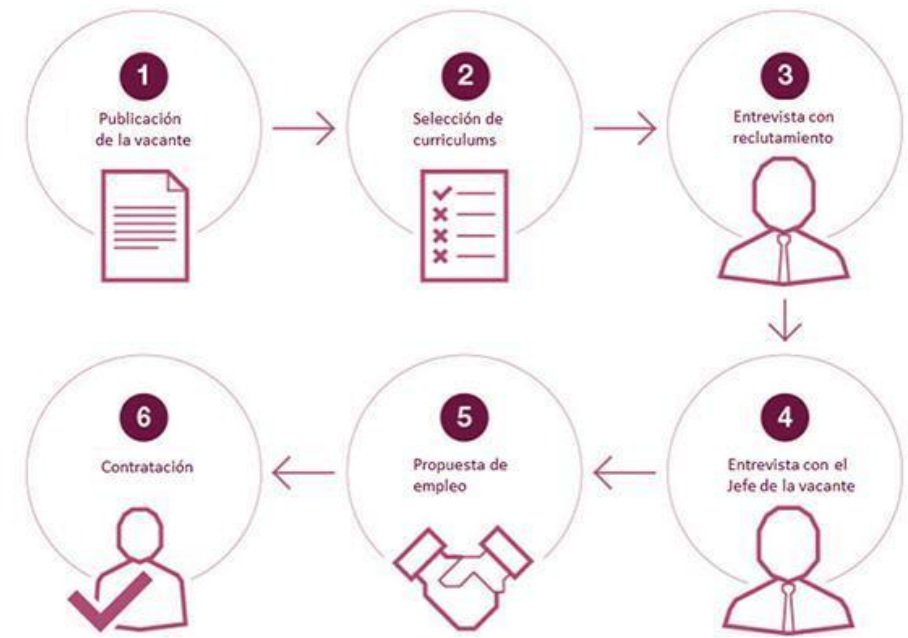 1
Publicación
de la vacante
2
Selección de
curriculums
3
Entrevista con
reclutamiento
4
Entrevista con el
Jefe de la vacante
5
Propuesta de
empleo
6
Contratación